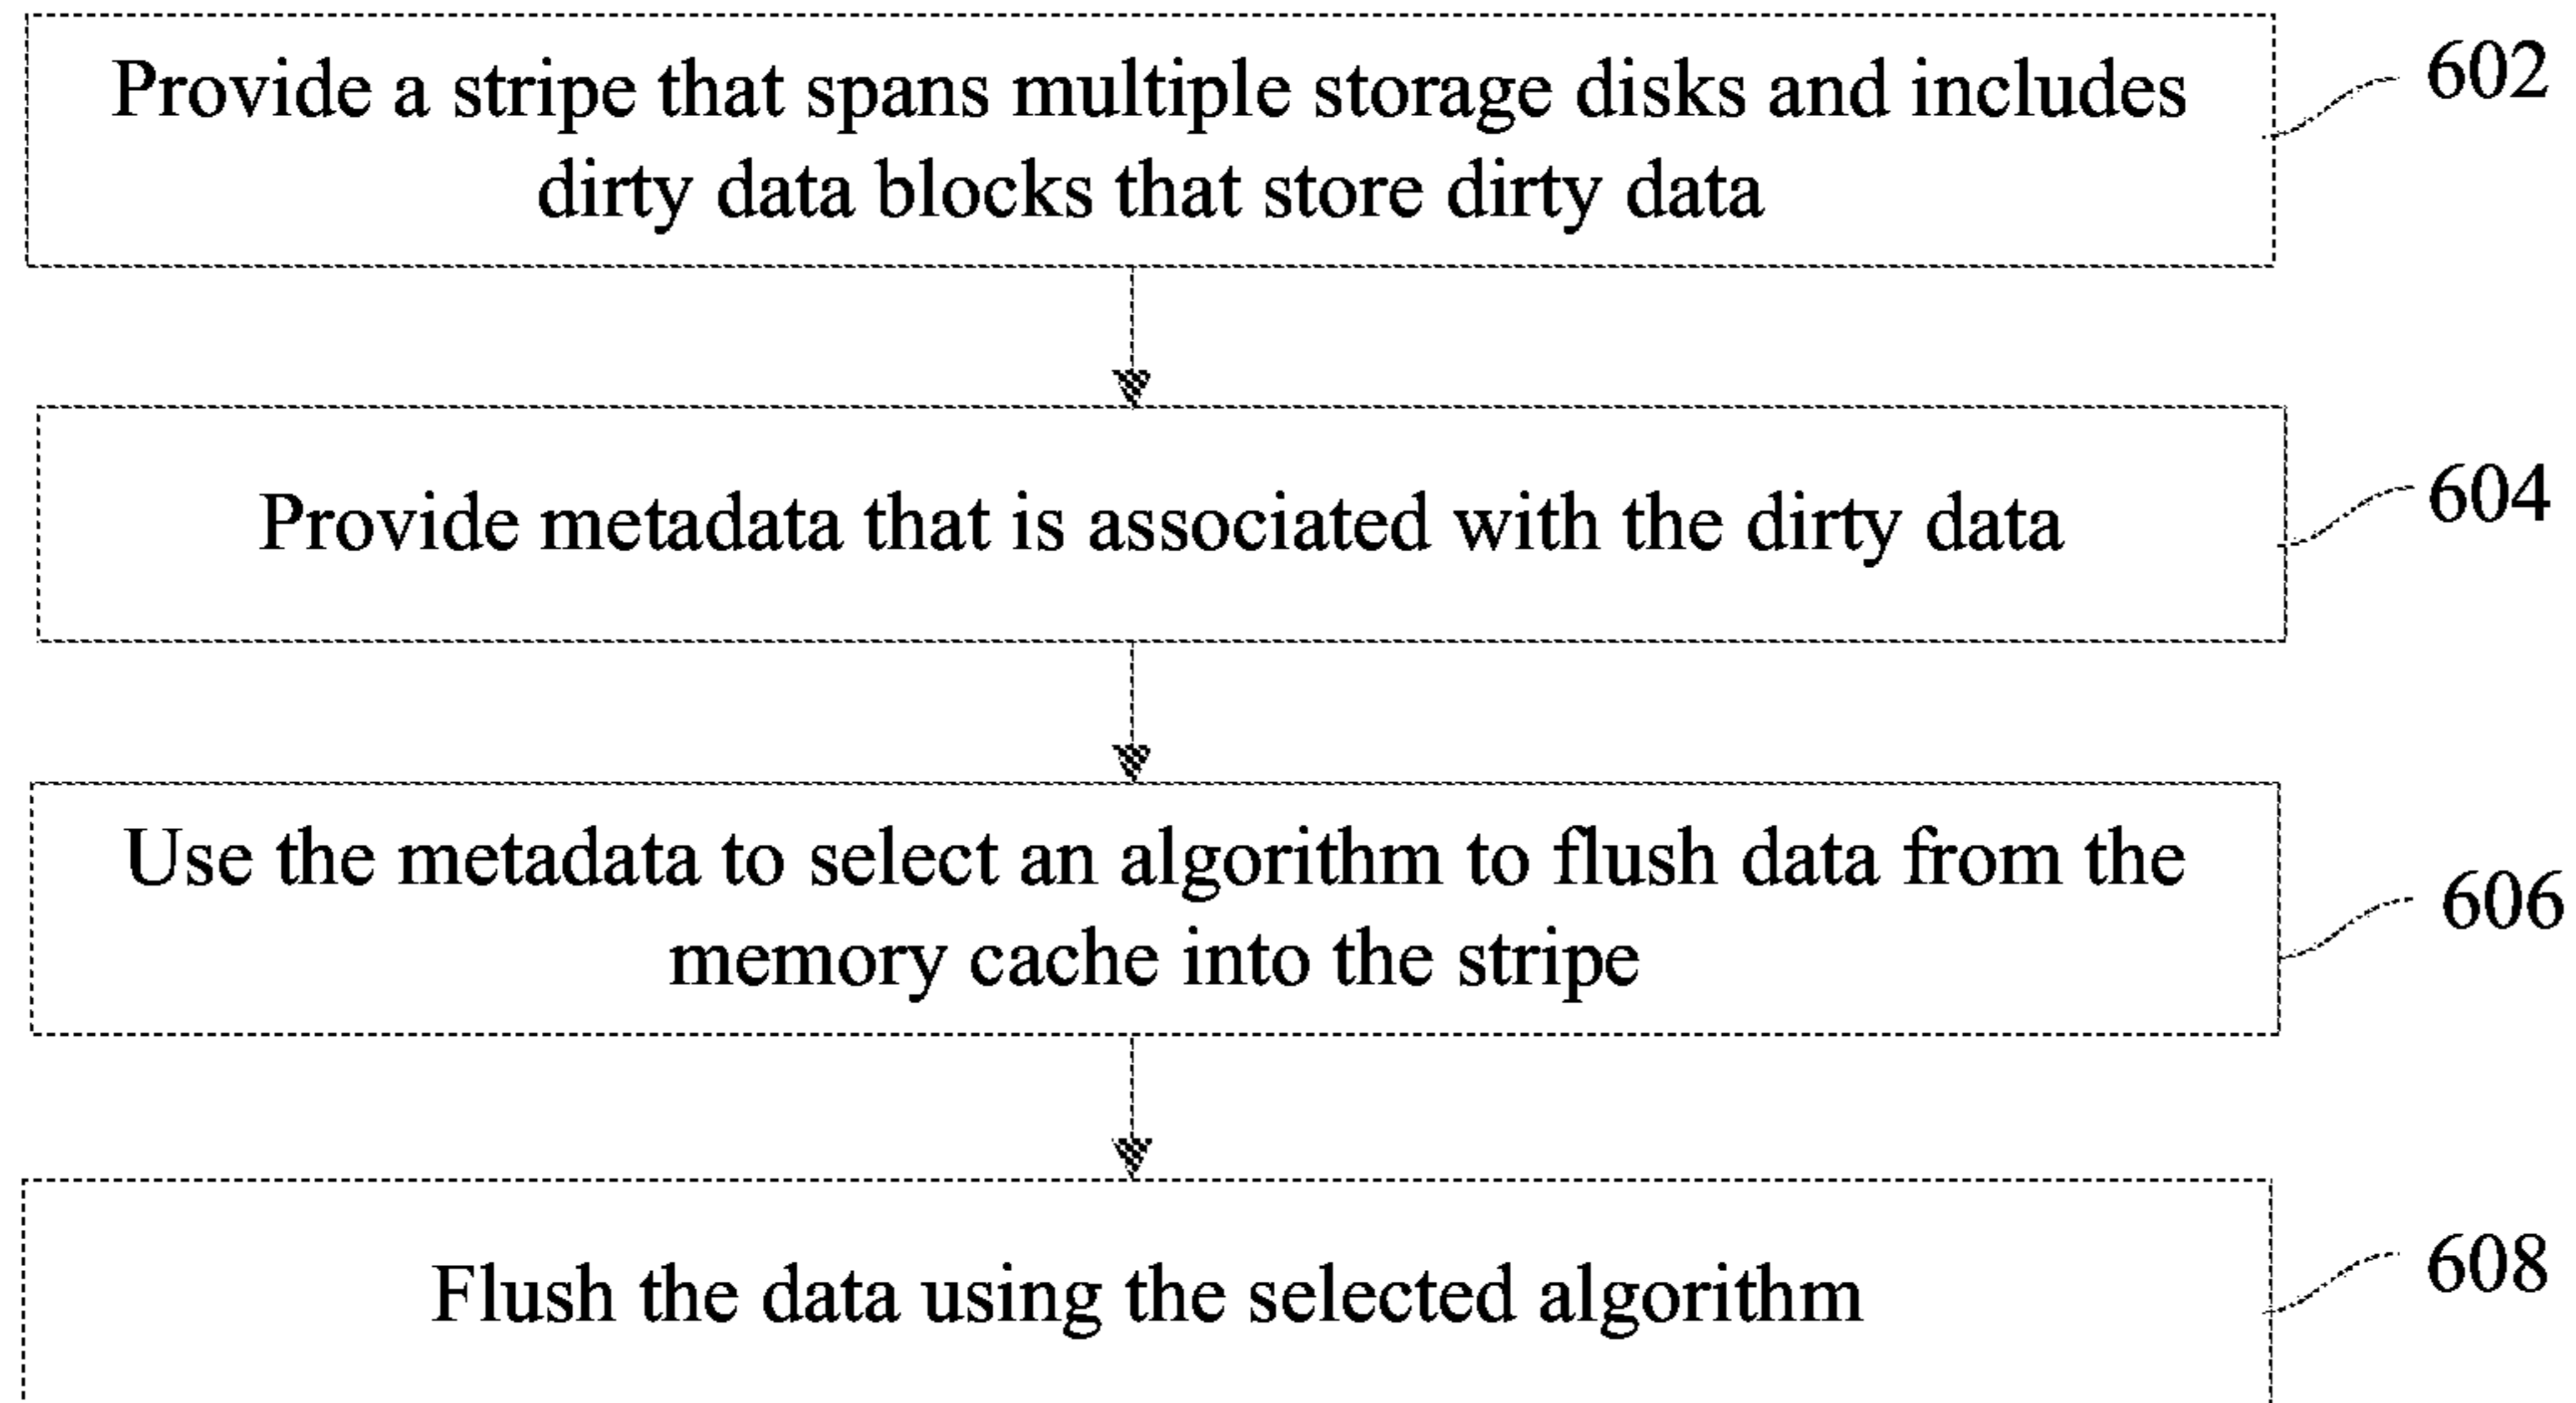 Provide a stripe that spans multiple storage disks and includes
dirty data blocks that store dirty data
602
Provide metadata that is associated with the dirty data
604
Use the metadata to select an algorithm to flush data from the
memory cache into the stripe
606
Flush the data using the selected algorithm
608